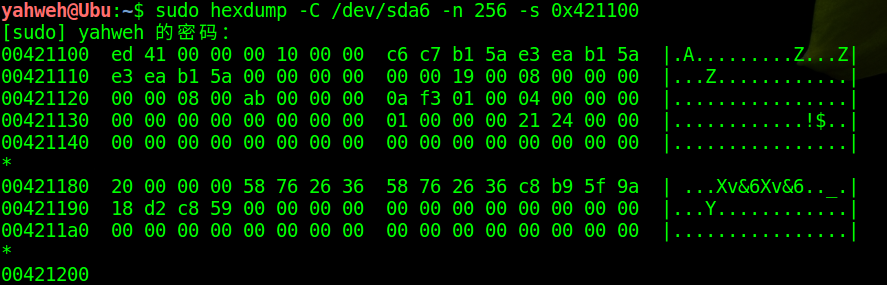 yahweh@Ubu:~$ sudo hexdump -C /dev/sda6 -n 256 -s 0x421100
[sudo] yahweh 的密码：
00421100  ed 41 00 00 00 10 00 00  c6 c7 b1 5a e3 ea b1 5a  |.A.........Z...Z|
00421110  e3 ea b1 5a 00 00 00 00  00 00 19 00 08 00 00 00  |...Z............|
00421120  00 00 08 00 ab 00 00 00  0a f3 01 00 04 00 00 00  |................|
00421130  00 00 00 00 00 00 00 00  01 00 00 00 21 24 00 00  |............!$..|
00421140  00 00 00 00 00 00 00 00  00 00 00 00 00 00 00 00  |................|
*
00421180  20 00 00 00 58 76 26 36  58 76 26 36 c8 b9 5f 9a  | ...Xv&6Xv&6.._.|
00421190  18 d2 c8 59 00 00 00 00  00 00 00 00 00 00 00 00  |...Y............|
004211a0  00 00 00 00 00 00 00 00  00 00 00 00 00 00 00 00  |................|
*
00421200